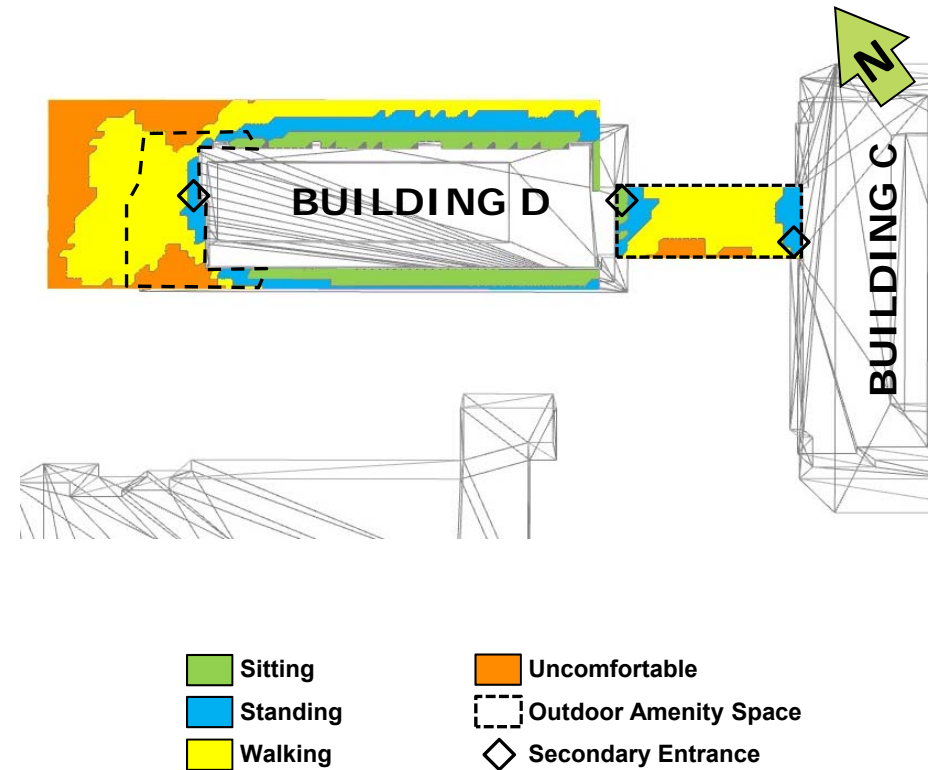 N
BUILDING D
BUILDING C
Sitting
Standing
Walking
Uncomfortable
Outdoor Amenity Space
Secondary Entrance